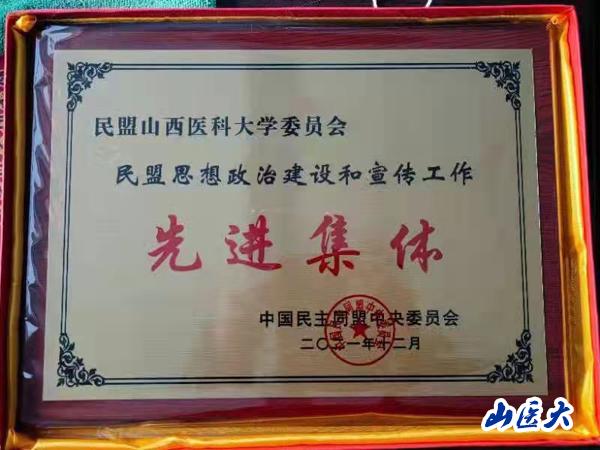 民盟山西医科大学委员会
民盟思想政治建设和宣传工作
先进集体
中国民主同盟中央委员会
二〇二一年十二月
山医大